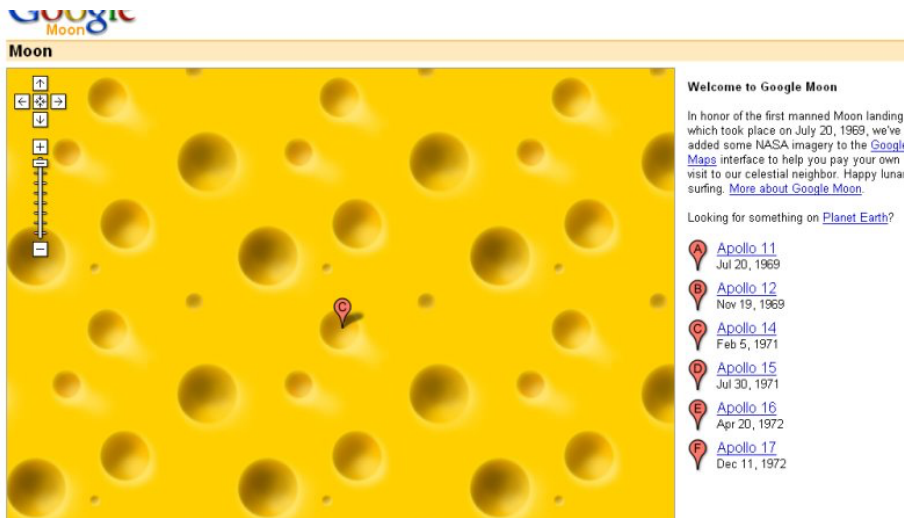 Google
Moon
Moon
C
Welcome to Google Moon
In honor of the first manned Moon landing,
which took place on July 20, 1969, we've
added some NASA imagery to the Google
Maps interface to help you pay your own
visit to our celestial neighbor. Happy lunar
surfing. More about Google Moon.
Looking for something on Planet Earth?
A Apollo 11
Jul 20, 1969
B Apollo 12
Nov 19, 1969
C Apollo 14
Feb 5, 1971
D Apollo 15
Jul 30, 1971
E Apollo 16
Apr 20, 1972
F Apollo 17
Dec 11, 1972